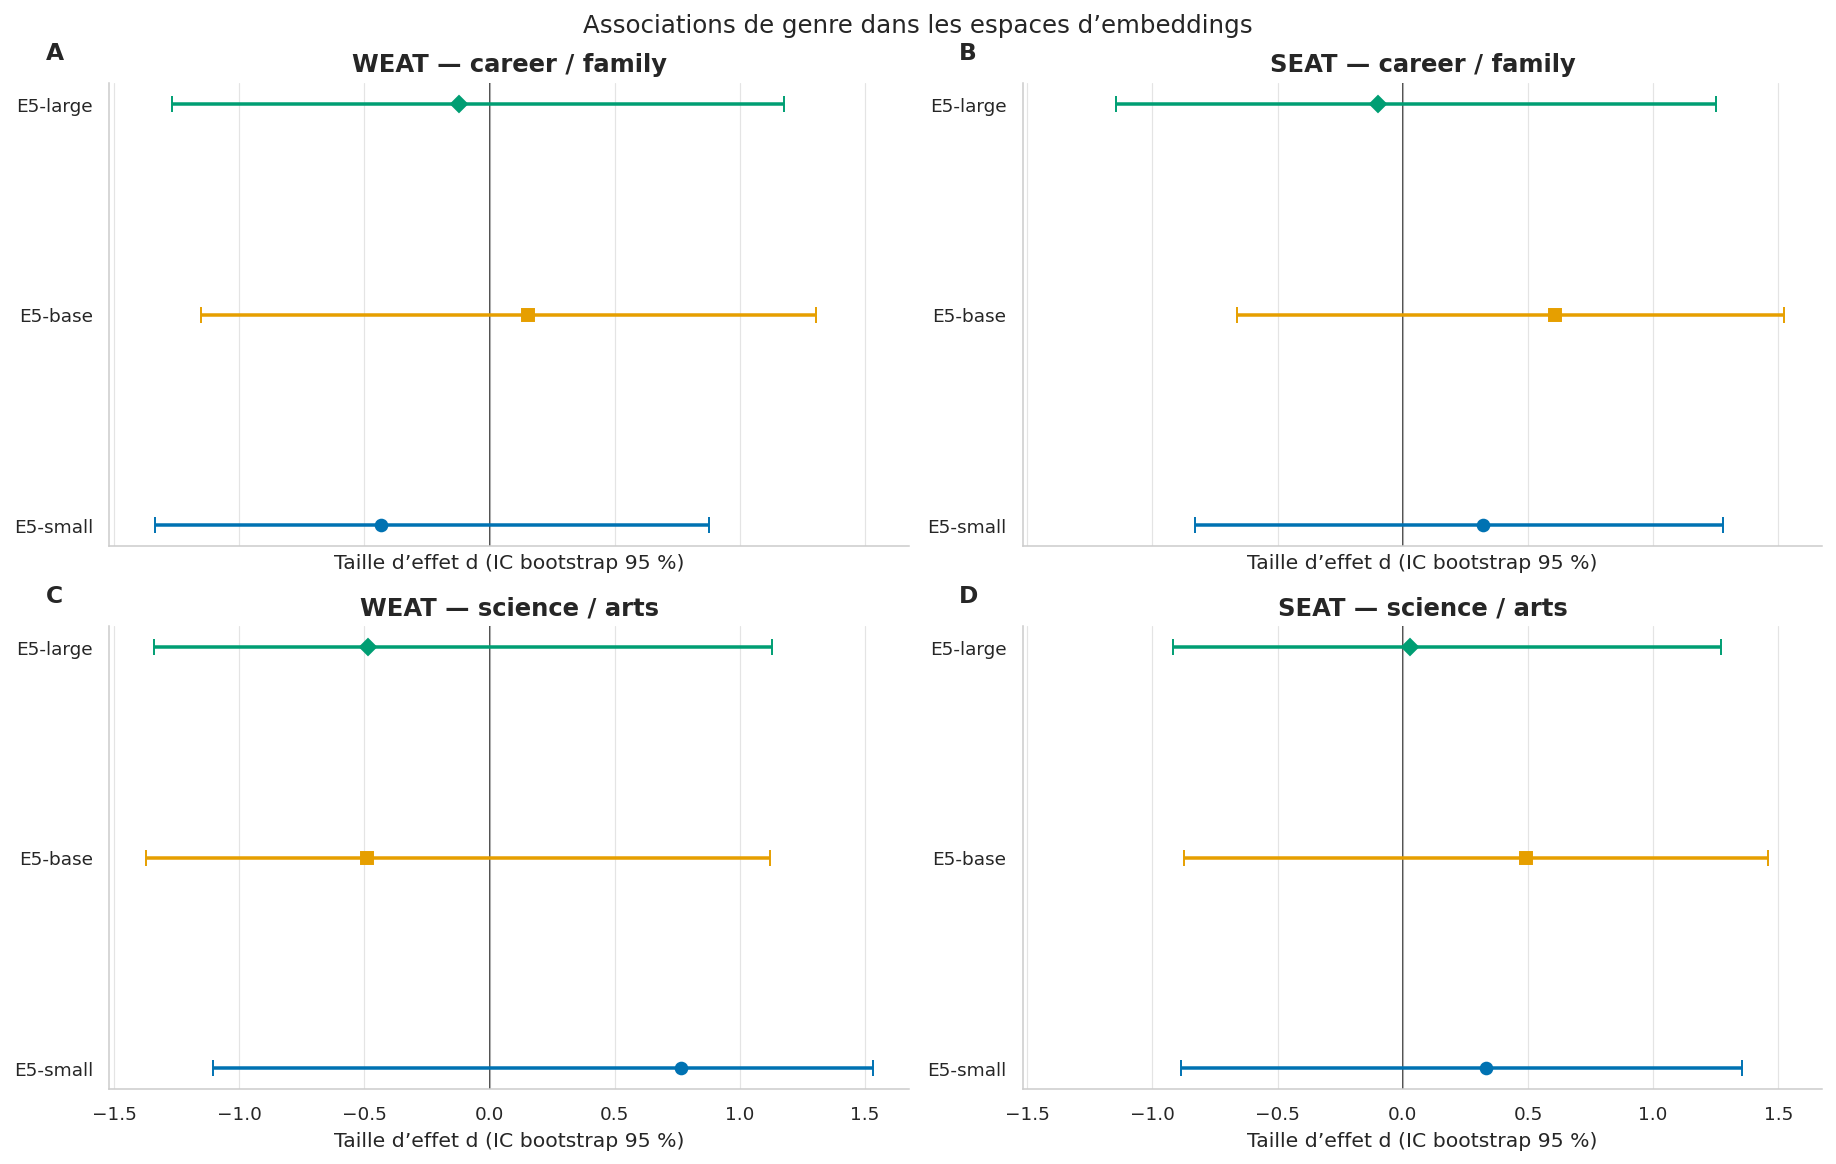 Associations de genre dans les espaces d’embeddings
A
WEAT — career / family
E5-large
E5-base
E5-small
Taille d’effet d (IC bootstrap 95 %)
B
SEAT — career / family
E5-large
E5-base
E5-small
Taille d’effet d (IC bootstrap 95 %)
C
WEAT — science / arts
E5-large
E5-base
E5-small
−1.5 −1.0 −0.5 0.0 0.5 1.0 1.5
Taille d’effet d (IC bootstrap 95 %)
D
SEAT — science / arts
E5-large
E5-base
E5-small
−1.5 −1.0 −0.5 0.0 0.5 1.0 1.5
Taille d’effet d (IC bootstrap 95 %)